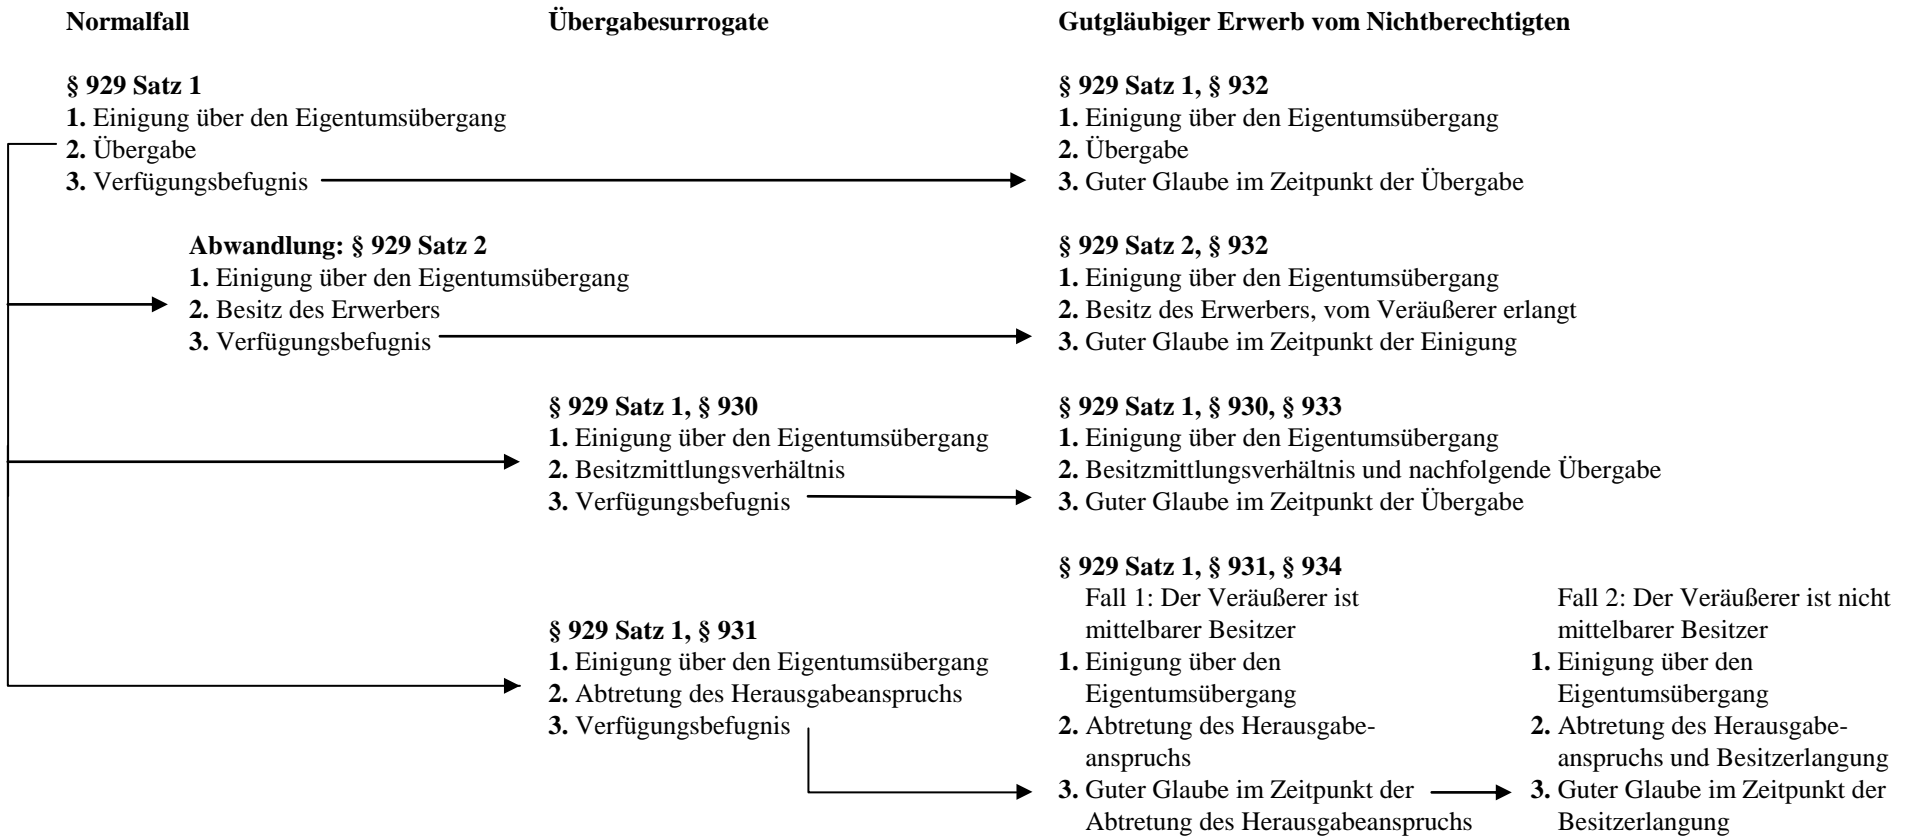 Normalfall
Übergabesurrogate
Gutgläubiger Erwerb vom Nichtberechtigten
§ 929 Satz 1
1. Einigung über den Eigentumsübergang
2. Übergabe
3. Verfügungsbefugnis
§ 929 Satz 1, § 932
1. Einigung über den Eigentumsübergang
2. Übergabe
3. Guter Glaube im Zeitpunkt der Übergabe
Abwandlung: § 929 Satz 2
1. Einigung über den Eigentumsübergang
2. Besitz des Erwerbers
3. Verfügungsbefugnis
§ 929 Satz 2, § 932
1. Einigung über den Eigentumsübergang
2. Besitz des Erwerbers, vom Veräußerer erlangt
3. Guter Glaube im Zeitpunkt der Einigung
§ 929 Satz 1, § 930
1. Einigung über den Eigentumsübergang
2. Besitzmittlungsverhältnis
3. Verfügungsbefugnis
§ 929 Satz 1, § 930, § 933
1. Einigung über den Eigentumsübergang
2. Besitzmittlungsverhältnis und nachfolgende Übergabe
3. Guter Glaube im Zeitpunkt der Übergabe
§ 929 Satz 1, § 931
1. Einigung über den Eigentumsübergang
2. Abtretung des Herausgabeanspruchs
3. Verfügungsbefugnis
§ 929 Satz 1, § 931, § 934
Fall 1: Der Veräußerer ist
mittelbarer Besitzer
1. Einigung über den
Eigentumsübergang
2. Abtretung des Herausgabe-
anspruchs
3. Guter Glaube im Zeitpunkt der
Abtretung des Herausgabeanspruchs
Fall 2: Der Veräußerer ist nicht
mittelbarer Besitzer
1. Einigung über den
Eigentumsübergang
2. Abtretung des Herausgabe-
anspruchs und Besitzerlangung
3. Guter Glaube im Zeitpunkt der
Besitzerlangung